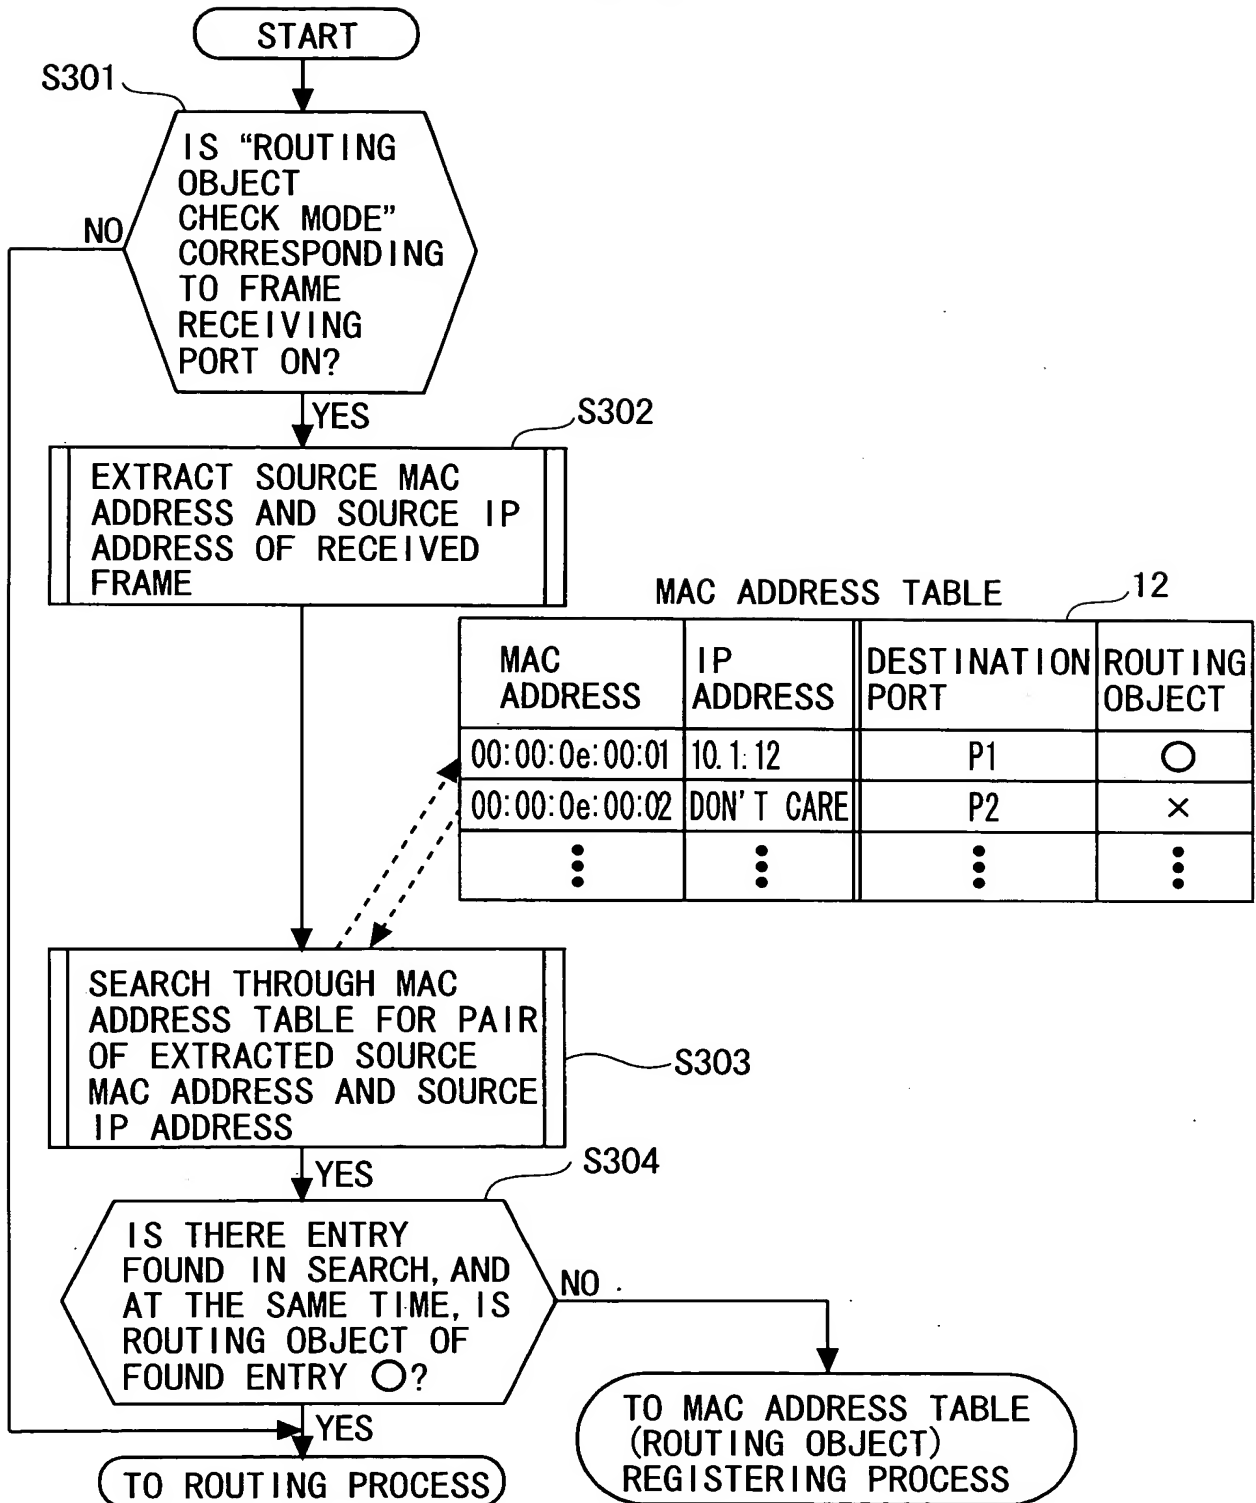 START
S301
IS “ROUTING
OBJECT
CHECK MODE”
CORRESPONDING
TO FRAME
RECEIVING
PORT ON?
NO
YES
S302
EXTRACT SOURCE MAC
ADDRESS AND SOURCE IP
ADDRESS OF RECEIVED
FRAME
MAC ADDRESS TABLE
12
MAC ADDRESS IP ADDRESS DESTINATION PORT ROUTING OBJECT
00:00:0e:00:01 10.1.12 P1 ○
00:00:0e:00:02 DON'T CARE P2 ×
SEARCH THROUGH MAC
ADDRESS TABLE FOR PAIR
OF EXTRACTED SOURCE
MAC ADDRESS AND SOURCE
IP ADDRESS
S303
YES
S304
IS THERE ENTRY
FOUND IN SEARCH, AND
AT THE SAME TIME, IS
ROUTING OBJECT OF
FOUND ENTRY ○?
NO
YES
TO ROUTING PROCESS
TO MAC ADDRESS TABLE
(ROUTING OBJECT)
REGISTERING PROCESS